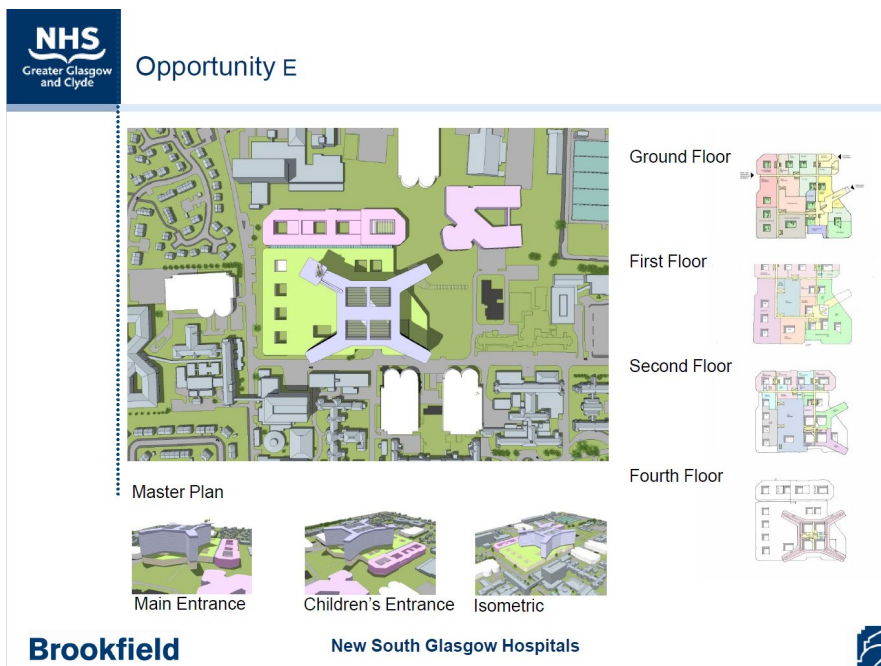 NHS
Greater Glasgow
and Clyde
Opportunity E
Ground Floor
First Floor
Second Floor
Fourth Floor
Master Plan
Main Entrance
Children's Entrance
Isometric
Brookfield
New South Glasgow Hospitals